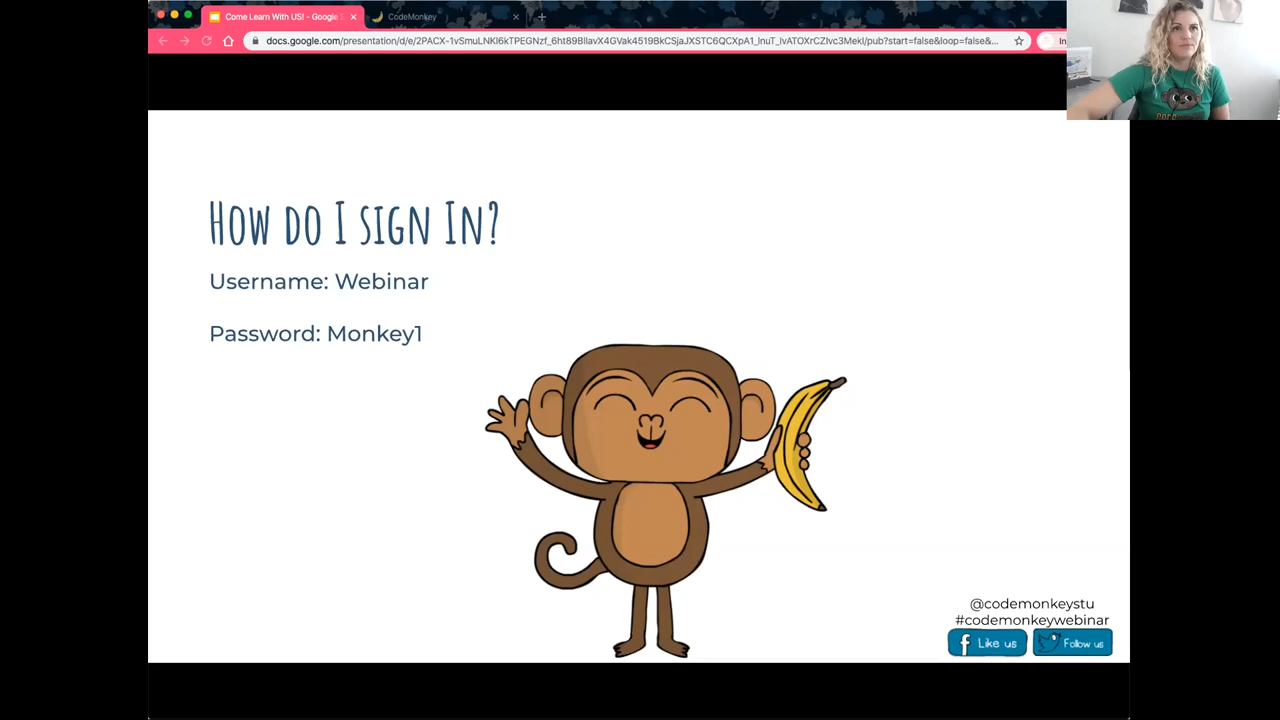 Come Learn With US! - Google S
CodeMonkey
docs.google.com/presentation/d/e/2PACX-1vSmuLNKl6kTPEGNzf_6ht89BIlavX4GVak4519BkCSjaJXSTC6QCXpA1_lnuT_lvATOXrCZIvc3Mekl/pub?start=false&loop=false&...
How do I sign In?
Username: Webinar
Password: Monkey1
@codemonkeystu
#codemonkeywebinar
Like us
Follow us